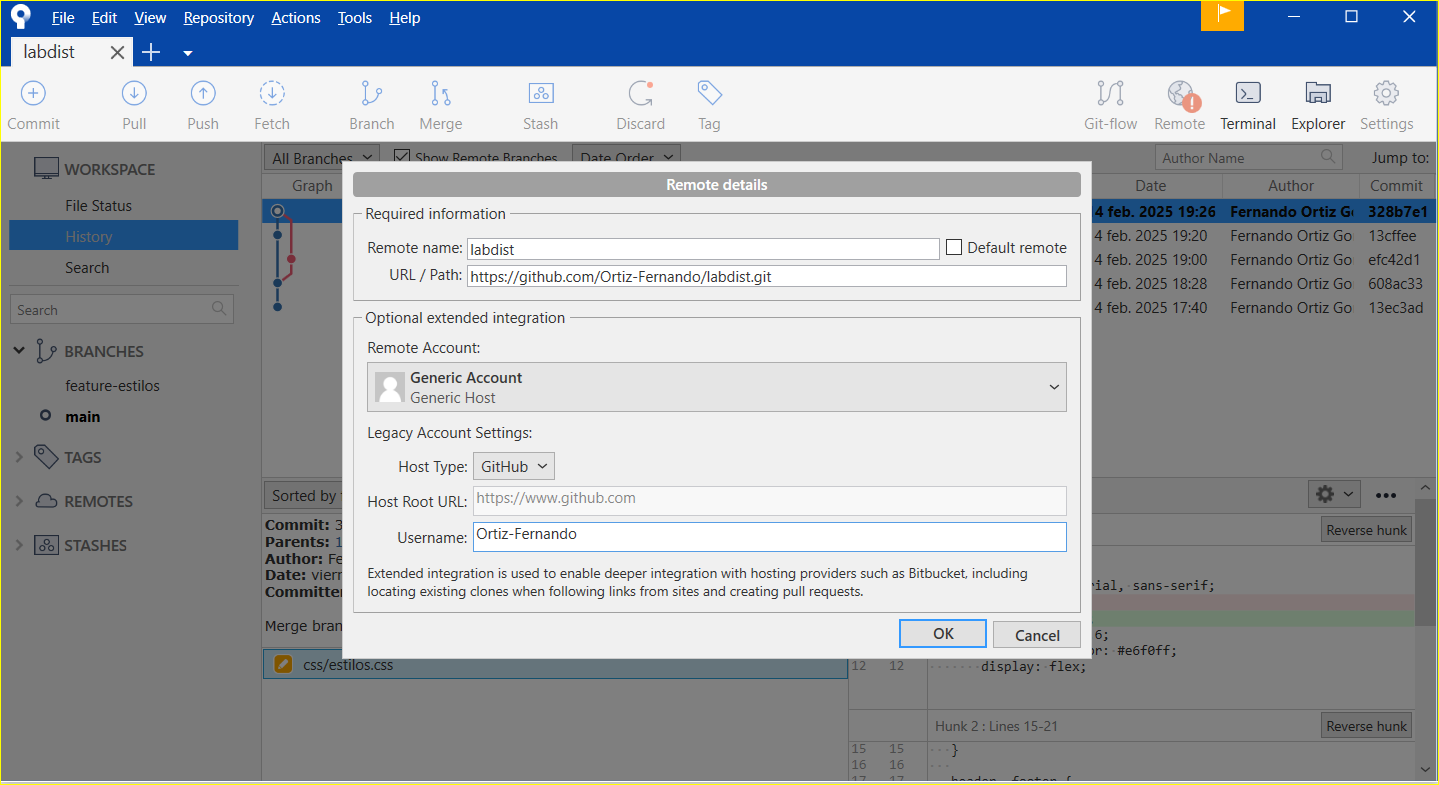 File Edit View Repository Actions Tools Help
labdist
Commit Pull Push Fetch Branch Merge Stash Discard Tag Git-flow Remote Terminal Explorer Settings
WORKSPACE
File Status
History
Search
Search
BRANCHES
feature-estilos
main
TAGS
REMOTES
STASHES
All Branches Show Remote Branches Date Order Author Name Jump to:
Graph Date Author Commit
4 feb. 2025 19:26 Fernando Ortiz Go 328b7e1
4 feb. 2025 19:20 Fernando Ortiz Go 13cffee
4 feb. 2025 19:00 Fernando Ortiz Go efc42d1
4 feb. 2025 18:28 Fernando Ortiz Go 608ac33
4 feb. 2025 17:40 Fernando Ortiz Go 13ec3ad
Remote details
Required information
Remote name: labdist Default remote
URL / Path: https://github.com/Ortiz-Fernando/labdist.git
Optional extended integration
Remote Account:
Generic Account
Generic Host
Legacy Account Settings:
Host Type: GitHub
Host Root URL: https://www.github.com
Username: Ortiz-Fernando
Extended integration is used to enable deeper integration with hosting providers such as Bitbucket, including
locating existing clones when following links from sites and creating pull requests.
OK Cancel
Sorted by
Commit: 3
Parents: 1
Author: Fe
Date: viern
Committe
Merge bran
css/estilos.css
Reverse hunk
rial, sans-serif;
6;
or: #e6f0ff;
12 12 display: flex;
Hunk 2 : Lines 15-21 Reverse hunk
15 15 }
16 16
17 17 header, footer {